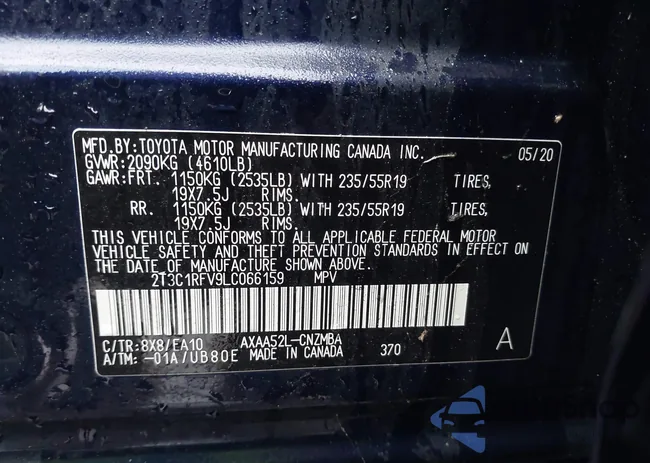 MFD.BY:TOYOTA MOTOR MANUFACTURING CANADA INC. 05/20
GVWR:2090KG (4610LB)
GAWR:FRT. 1150KG (2535LB) WITH 235/55R19 TIRES,
19X7.5J RIMS.
RR. 1150KG (2535LB) WITH 235/55R19 TIRES,
19X7.5J RIMS.
THIS VEHICLE CONFORMS TO ALL APPLICABLE FEDERAL MOTOR
VEHICLE SAFETY AND THEFT PREVENTION STANDARDS IN EFFECT ON
THE DATE OF MANUFACTURE SHOWN ABOVE.
2T3C1RFV9LC066159 MPV
C/TR:8X8/EA10 AXAA52L-CNZMBA A
A/TM: -01A/UB80E MADE IN CANADA 370